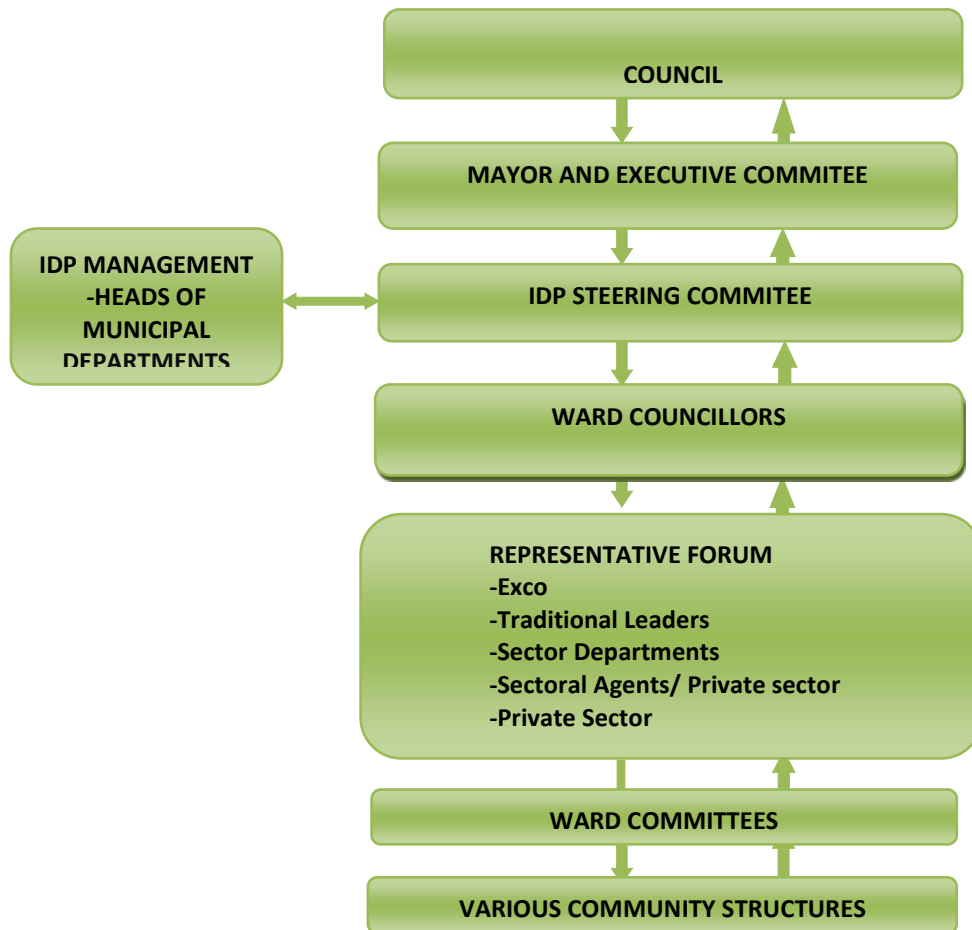 COUNCIL
MAYOR AND EXECUTIVE COMMITEE
IDP MANAGEMENT
-HEADS OF
MUNICIPAL
DEPARTMENTS
IDP STEERING COMMITEE
WARD COUNCILLORS
REPRESENTATIVE FORUM
-Exco
-Traditional Leaders
-Sector Departments
-Sectoral Agents/ Private sector
-Private Sector
WARD COMMITTEES
VARIOUS COMMUNITY STRUCTURES